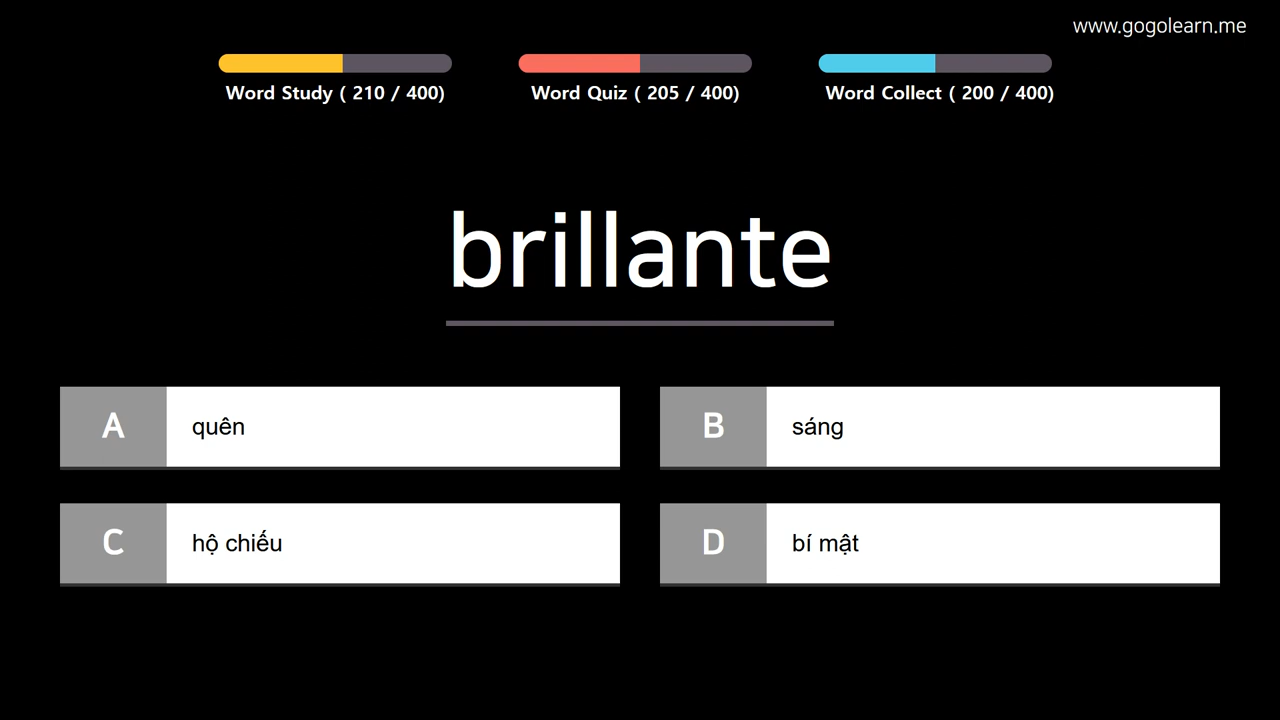 www.gogolearn.me
Word Study ( 210 / 400)
Word Quiz ( 205 / 400)
Word Collect ( 200 / 400)
brillante
A quên
B sáng
C hộ chiếu
D bí mật